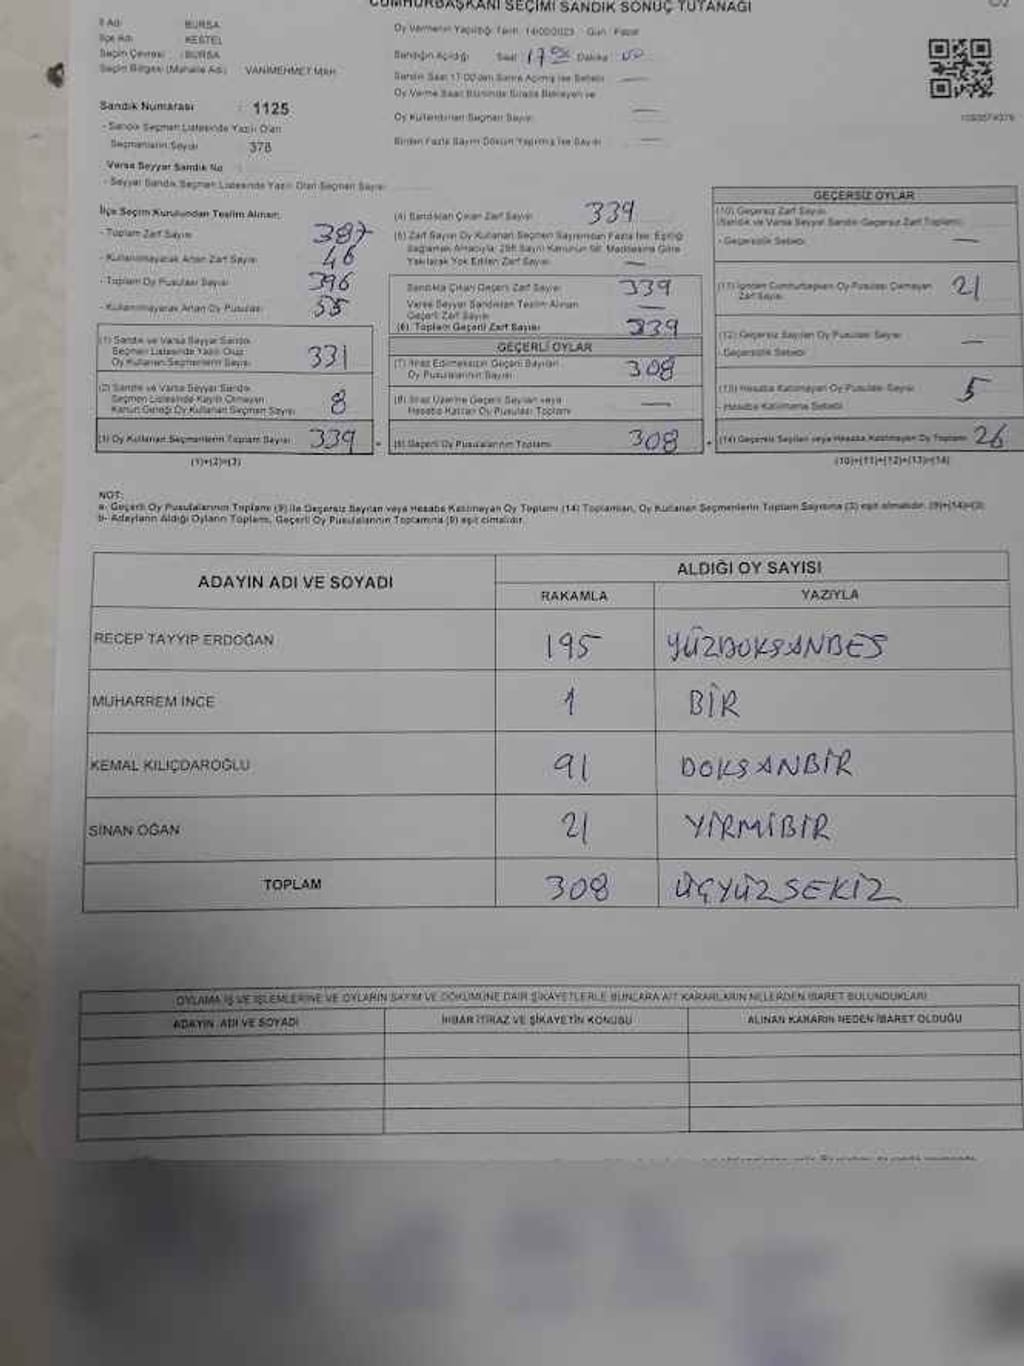 CUMHURBAŞKANI SEÇİMİ SANDIK SONUÇ TUTANAĞI
İl Adı BURSA
İlçe Adı KESTEL
Seçim Çevresi : BURSA
Seçim Bölgesi (Mahalle Adı) VANİMEHMET MAH.
Sandık Numarası : 1125
- Sandık Seçmen Listesinde Yazılı Olan
Seçmenlerin Sayısı 378
Varsa Seyyar Sandık No
- Seyyar Sandık Seçmen Listesinde Yazılı Olan Seçmen Sayısı
Oy Vermenin Yapıldığı Tarih : 14/05/2023 Gün : Pazar
Sandığın Açıldığı Saat : 17 Dakika :
Sandık Saat 17:00'den Sonra Açılmış İse Sebebi —
Oy Verme Saati Bitiminde Sırada Bekleyen ve
Oy Kullandırılan Seçmen Sayısı —
Birden Fazla Sayım Döküm Yapılmış İse Sayısı —
İlçe Seçim Kurulundan Teslim Alınan;
- Toplam Zarf Sayısı 387
- Kullanılmayarak Artan Zarf Sayısı 46
- Toplam Oy Pusulası Sayısı 396
- Kullanılmayarak Artan Oy Pusulası 55
(1) Sandık ve Varsa Seyyar Sandık
Seçmen Listesinde Yazılı Olup
Oy Kullanan Seçmenlerin Sayısı 331
(2) Sandık ve Varsa Seyyar Sandık
Seçmen Listesinde Kayıtlı Olmayan
Kanun Gereği Oy Kullanan Seçmen Sayısı 8
(3) Oy Kullanan Seçmenlerin Toplam Sayısı 339
(1)+(2)=(3)
(4) Sandıktan Çıkan Zarf Sayısı 339
(5) Zarf Sayısı Oy Kullanan Seçmen Sayısından Fazla İse, Eşitliği
Sağlamak Amacıyla, 298 Sayılı Kanunun 98. Maddesine Göre
Yakılarak Yok Edilen Zarf Sayısı —
Sandıkta Çıkan Geçerli Zarf Sayısı 339
Varsa Seyyar Sandıktan Teslim Alınan
Geçerli Zarf Sayısı —
(6) Toplam Geçerli Zarf Sayısı 339
GEÇERLİ OYLAR
(7) İtiraz Edilmeksizin Geçerli Sayılan
Oy Pusulasının Sayısı 308
(8) İtiraz Üzerine Geçerli Sayılan veya
Hesaba Katılan Oy Pusulası Toplamı —
(9) Geçerli Oy Pusulalarının Toplamı 308
GEÇERSİZ OYLAR
(10) Geçersiz Zarf Sayısı
(Sandık ve Varsa Seyyar Sandık Geçersiz Zarf Toplamı)
- Geçersizlik Sebebi —
(11) İçinden Cumhurbaşkanı Oy Pusulası Çıkmayan
Zarf Sayısı 21
(12) Geçersiz Sayılan Oy Pusulası Sayısı —
- Geçersizlik Sebebi
(13) Hesaba Katılmayan Oy Pusulası Sayısı 5
- Hesaba Katılmama Sebebi
(14) Geçersiz Sayılan veya Hesaba Katılmayan Oy Toplamı 26
(10)+(11)+(12)+(13)=(14)
NOT:
a- Geçerli Oy Pusulalarının Toplamı (9) ile Geçersiz Sayılan veya Hesaba Katılmayan Oy Toplamı (14) Toplamları, Oy Kullanan Seçmenlerin Toplam Sayısına (3) eşit olmalıdır. (9)+(14)=(3)
b- Adayların Aldığı Oyların Toplamı, Geçerli Oy Pusulalarının Toplamına (9) eşit olmalıdır.
ADAYIN ADI VE SOYADI ALDIĞI OY SAYISI
RAKAMLA YAZIYLA
RECEP TAYYİP ERDOĞAN 195 YÜZDOKSANBEŞ
MUHARREM İNCE 1 BİR
KEMAL KILIÇDAROĞLU 91 DOKSANBİR
SİNAN OĞAN 21 YİRMİBİR
TOPLAM 308 ÜÇYÜZSEKİZ
OYLAMA İŞ VE İŞLEMLERİNE VE OYLARIN SAYIM VE DÖKÜMÜNE DAİR ŞİKAYETLERLE BUNLARA AİT KARARLARIN NELERDEN İBARET BULUNDUKLARI
ADAYIN ADI VE SOYADI İHBAR İTİRAZ VE ŞİKAYETİN KONUSU ALINAN KARARIN NEDEN İBARET OLDUĞU